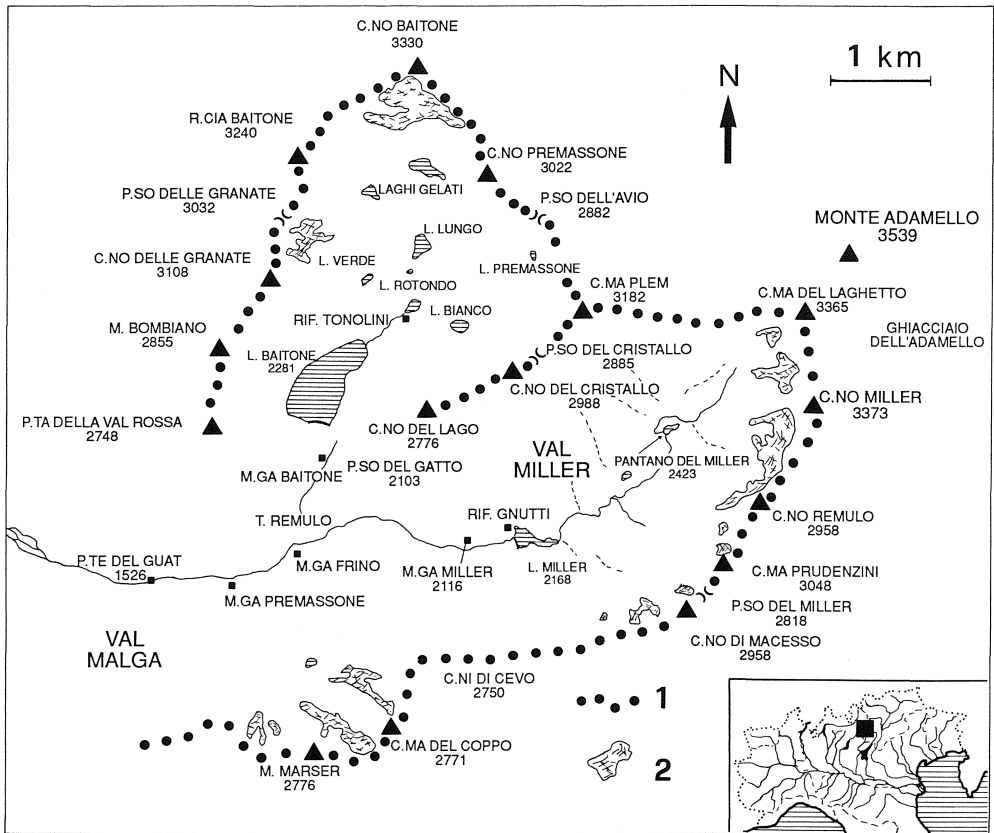 C.NO BAITONE
3330
1 km
N
R.CIA BAITONE
3240
C.NO PREMASSONE
3022
P.SO DELLE GRANATE
3032
LAGHI GELATI
P.SO DELL'AVIO
2882
MONTE ADAMELLO
3539
L. LUNGO
C.NO DELLE GRANATE
3108
L. VERDE
L. PREMASSONE
L. ROTONDO
C.MA PLEM
3182
C.MA DEL LAGHETTO
3365
M. BOMBIANO
2855
RIF. TONOLINI
L. BIANCO
GHIACCIAIO
DELL'ADAMELLO
L. BAITONE
2281
P.SO DEL CRISTALLO
2885
C.NO DEL CRISTALLO
2988
C.NO MILLER
3373
P.TA DELLA VAL ROSSA
2748
C.NO DEL LAGO
2776
VAL
MILLER
PANTANO DEL MILLER
2423
M.GA BAITONE
P.SO DEL GATTO
2103
T. REMULO
RIF. GNUTTI
C.NO REMULO
2958
P.TE DEL GUAT
1526
M.GA FRINO
M.GA MILLER
2116
L. MILLER
2168
C.MA PRUDENZINI
3048
M.GA PREMASSONE
P.SO DEL MILLER
2818
VAL
MALGA
C.NO DI MACESSO
2958
C.NI DI CEVO
2750
1
C.MA DEL COPPO
2771
M. MARSER
2776
2